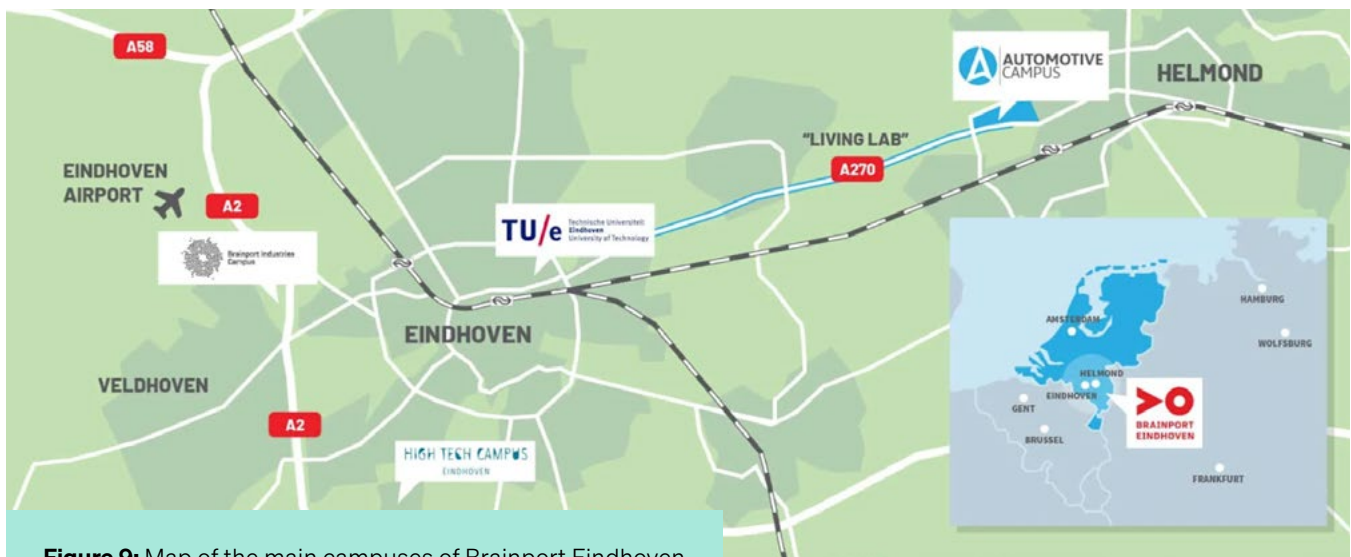 A58
AUTOMOTIVE
CAMPUS
HELMOND
"LIVING LAB"
A270
EINDHOVEN
AIRPORT
A2
TU/e
Technische Universiteit
Eindhoven
University of Technology
Brainport Industries
Campus
EINDHOVEN
VELDHOVEN
A2
HIGH TECH CAMPUS
EINDHOVEN
HAMBURG
AMSTERDAM
WOLFSBURG
HELMOND
EINDHOVEN
GENT
BRAINPORT
EINDHOVEN
BRUSSEL
FRANKFURT
Figure 9: Map of the main campuses of Brainport Eindhoven